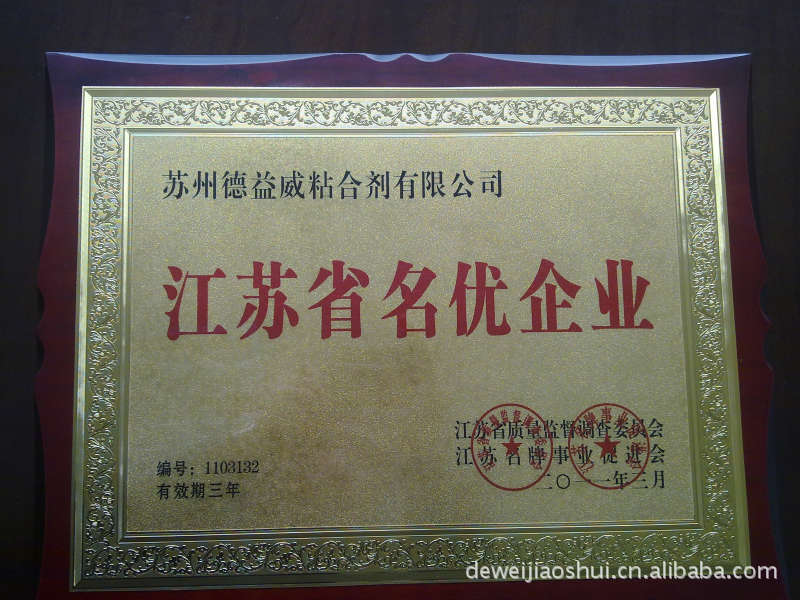 苏州德益威粘合剂有限公司
江苏省名优企业
江苏省质量监督调查委员会
江苏名牌事业促进会
二〇一一年三月
编号：1103132
有效期三年
deweijiaoshui.cn.alibaba.com